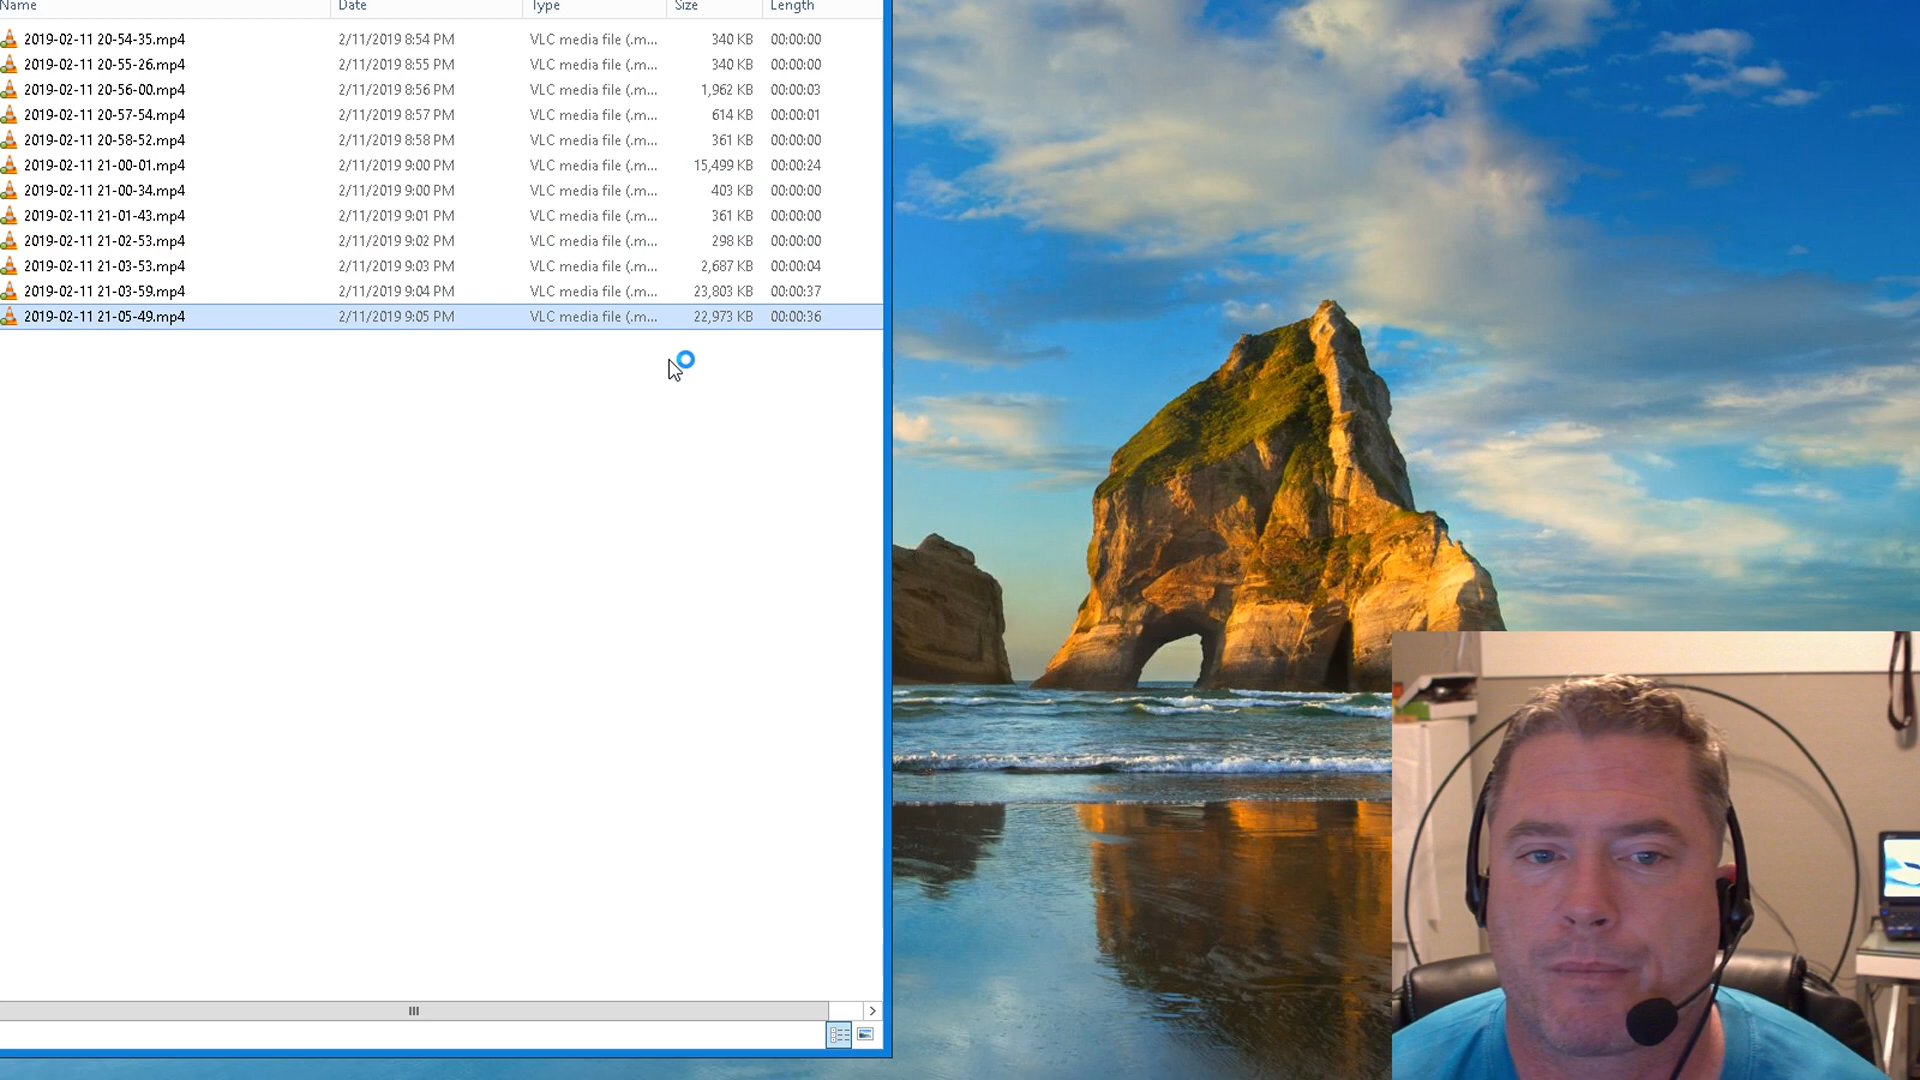 Name Date Type Size Length
2019-02-11 20-54-35.mp4 2/11/2019 8:54 PM VLC media file (.m... 340 KB 00:00:00
2019-02-11 20-55-26.mp4 2/11/2019 8:55 PM VLC media file (.m... 340 KB 00:00:00
2019-02-11 20-56-00.mp4 2/11/2019 8:56 PM VLC media file (.m... 1,962 KB 00:00:03
2019-02-11 20-57-54.mp4 2/11/2019 8:57 PM VLC media file (.m... 614 KB 00:00:01
2019-02-11 20-58-52.mp4 2/11/2019 8:58 PM VLC media file (.m... 361 KB 00:00:00
2019-02-11 21-00-01.mp4 2/11/2019 9:00 PM VLC media file (.m... 15,499 KB 00:00:24
2019-02-11 21-00-34.mp4 2/11/2019 9:00 PM VLC media file (.m... 403 KB 00:00:00
2019-02-11 21-01-43.mp4 2/11/2019 9:01 PM VLC media file (.m... 361 KB 00:00:00
2019-02-11 21-02-53.mp4 2/11/2019 9:02 PM VLC media file (.m... 298 KB 00:00:00
2019-02-11 21-03-53.mp4 2/11/2019 9:03 PM VLC media file (.m... 2,687 KB 00:00:04
2019-02-11 21-03-59.mp4 2/11/2019 9:04 PM VLC media file (.m... 23,803 KB 00:00:37
2019-02-11 21-05-49.mp4 2/11/2019 9:05 PM VLC media file (.m... 22,973 KB 00:00:36